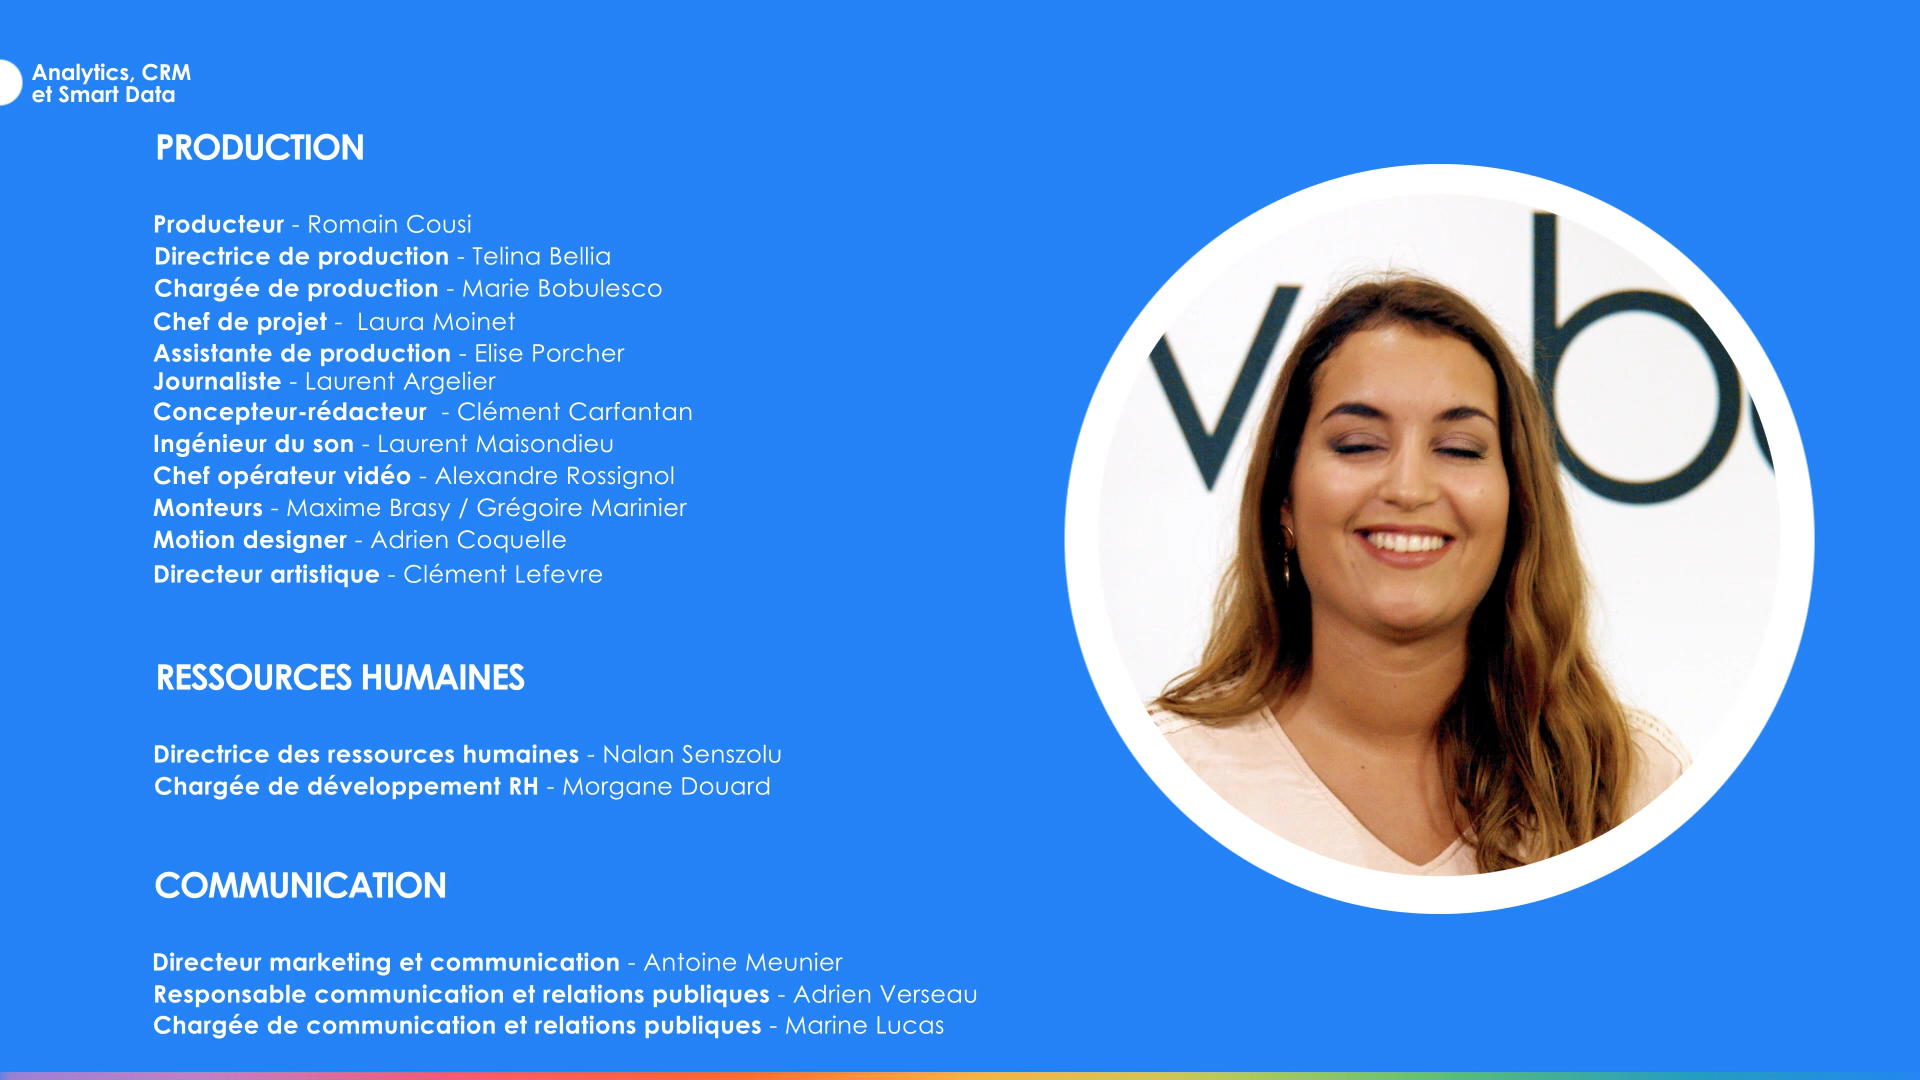 Analytics, CRM
et Smart Data
PRODUCTION
Producteur - Romain Cousi
Directrice de production - Telina Bellia
Chargée de production - Marie Bobulesco
Chef de projet - Laura Moinet
Assistante de production - Elise Porcher
Journaliste - Laurent Argelier
Concepteur-rédacteur - Clément Carfantan
Ingénieur du son - Laurent Maisondieu
Chef opérateur vidéo - Alexandre Rossignol
Monteurs - Maxime Brasy / Grégoire Marinier
Motion designer - Adrien Coquelle
Directeur artistique - Clément Lefevre
RESSOURCES HUMAINES
Directrice des ressources humaines - Nalan Senszolu
Chargée de développement RH - Morgane Douard
COMMUNICATION
Directeur marketing et communication - Antoine Meunier
Responsable communication et relations publiques - Adrien Verseau
Chargée de communication et relations publiques - Marine Lucas